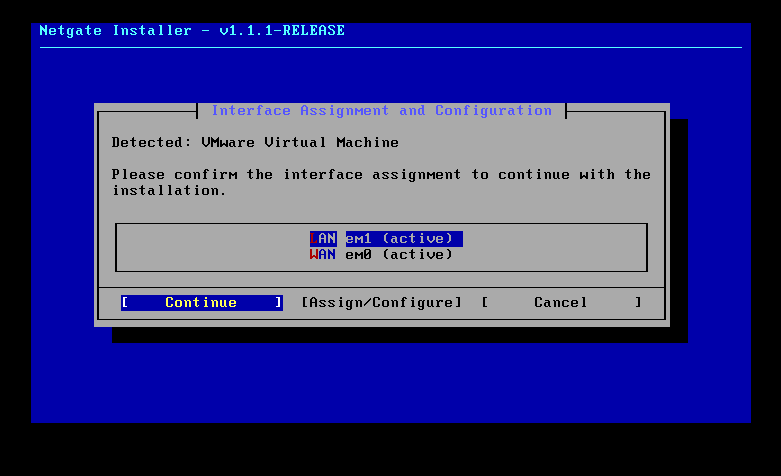 Netgate Installer - v1.1.1-RELEASE
Interface Assignment and Configuration
Detected: VMware Virtual Machine
Please confirm the interface assignment to continue with the
installation.
LAN em1 (active)
WAN em0 (active)
[ Continue ] [Assign/Configure] [ Cancel ]